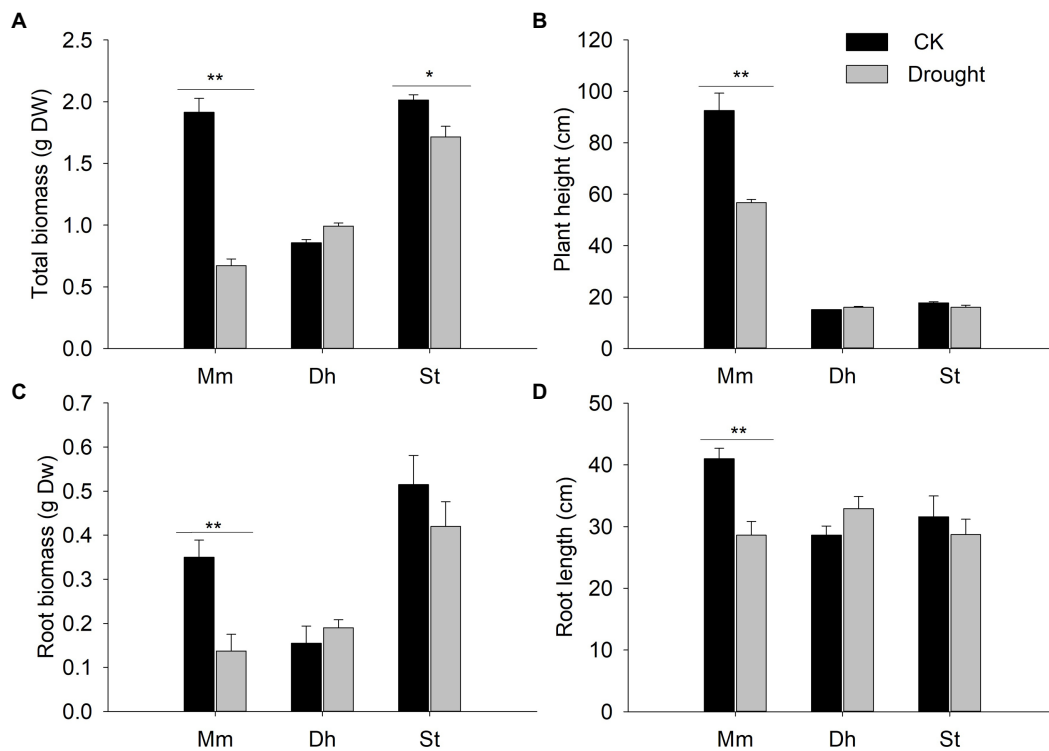 A
Total biomass (g DW)
2.5
2.0
1.5
1.0
0.5
0.0
**
*
Mm Dh St
B
Plant height (cm)
120
100
80
60
40
20
0
**
CK
Drought
Mm Dh St
C
Root biomass (g Dw)
0.7
0.6
0.5
0.4
0.3
0.2
0.1
0.0
**
Mm Dh St
D
Root length (cm)
50
40
30
20
10
0
**
Mm Dh St